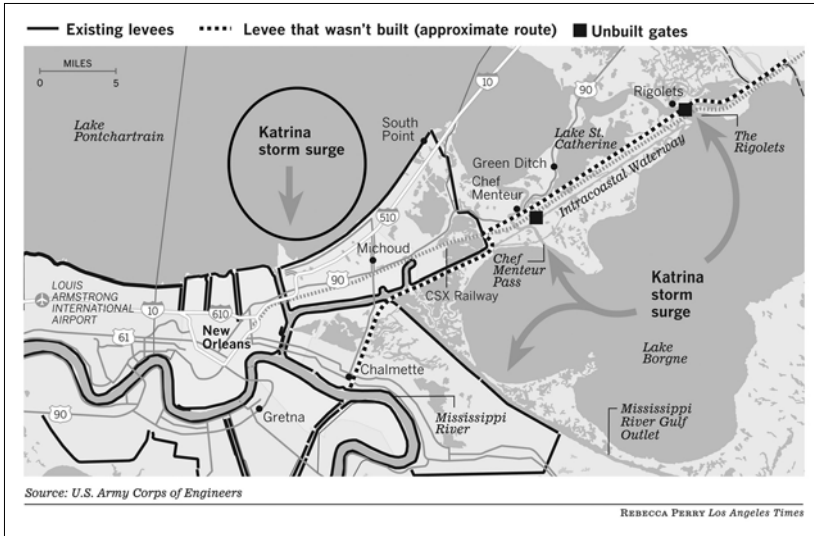 Existing levees
Levee that wasn't built (approximate route)
Unbuilt gates
MILES
0 5
Lake
Pontchartrain
Katrina
storm surge
South
Point
10
90
Rigolets
Lake St.
Catherine
The
Rigolets
Green Ditch
Chef
Menteur
Intracoastal Waterway
510
Michoud
90
Chef
Menteur
Pass
CSX Railway
Katrina
storm
surge
Lake
Borgne
LOUIS
ARMSTRONG
INTERNATIONAL
AIRPORT
10
610
61
New
Orleans
Chalmette
90
Gretna
Mississippi
River
Mississippi
River Gulf
Outlet
Source: U.S. Army Corps of Engineers
REBECCA PERRY Los Angeles Times